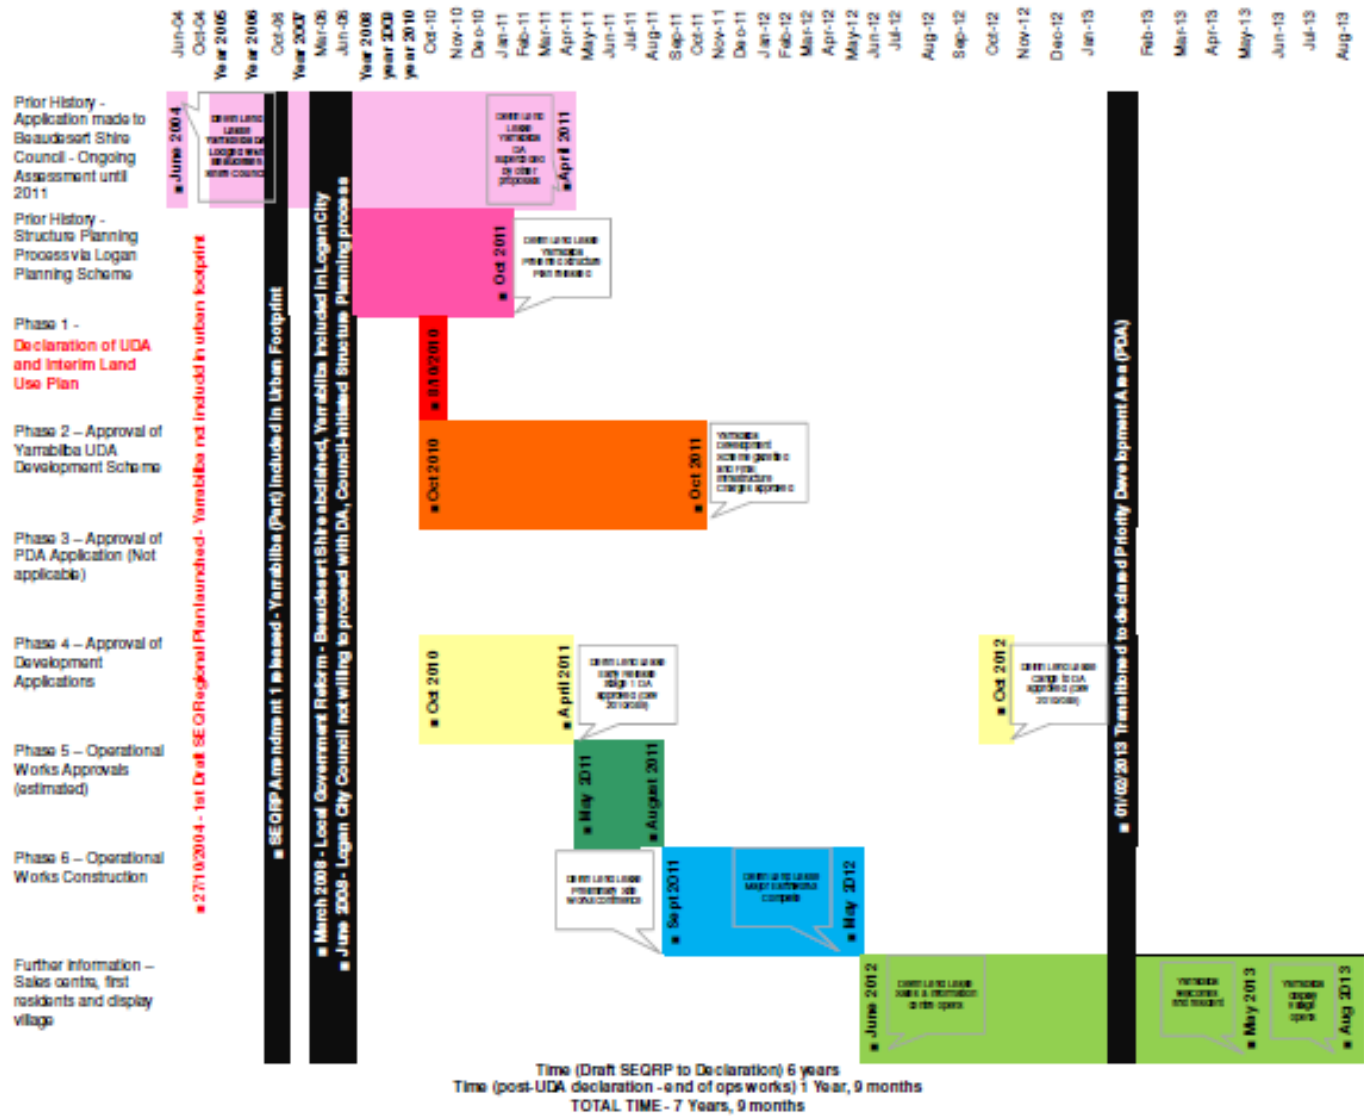 Jun-04
Oct-04
Year 2005
Year 2006
Oct-06
Year 2007
Mar-08
Jun-08
Year 2008
year 2009
year 2010
Oct-10
Nov-10
Dec-10
Jan-11
Feb-11
Mar-11
Apr-11
May-11
Jun-11
Jul-11
Aug-11
Sep-11
Oct-11
Nov-11
Dec-11
Jan-12
Feb-12
Mar-12
Apr-12
May-12
Jun-12
Jul-12
Aug-12
Sep-12
Oct-12
Nov-12
Dec-12
Jan-13
Feb-13
Mar-13
Apr-13
May-13
Jun-13
Jul-13
Aug-13
Prior History -
Application made to
Beaudesert Shire
Council - Ongoing
Assessment until
2011
■ June 2004
■ April 2011
Prior History -
Structure Planning
Process via Logan
Planning Scheme
■ Oct 2011
Phase 1 -
Declaration of UDA
and Interim Land
Use Plan
■ 8/10/2010
Phase 2 – Approval of
Yarrabilba UDA
Development Scheme
■ Oct 2010
■ Oct 2011
Yarrabilba
Development
Scheme gazetted
and Final
Infrastructure
Charges approved
Phase 3 – Approval of
PDA Application (Not
applicable)
Phase 4 – Approval of
Development
Applications
■ Oct 2010
■ April 2011
■ Oct 2012
Phase 5 – Operational
Works Approvals
(estimated)
■ May 2011
■ August 2011
Phase 6 – Operational
Works Construction
■ Sept 2011
■ May 2012
Further Information –
Sales centre, first
residents and display
village
■ June 2012
■ May 2013
Yarrabilba
display
village
opens
■ Aug 2013
■ 27/10/2004 - 1st Draft SEQ Regional Plan launched - Yarrabilba not includd in urban footprint
■ SEQRP Amendment 1 released - Yarrabilba (Part) Included in Urban Footprint
■ March 2008 - Local Government Reform - Beaudesert Shire abolished, Yarrabilba Included in Logan City
■ June 2008 - Logan City Council not willing to proceed with DA, Council-Initiated Structure Planning process
■ 01/02/2013 Transitioned to declared Priority Development Area (PDA)
Time (Draft SEQRP to Declaration) 6 years
Time (post-UDA declaration - end of ops works) 1 Year, 9 months
TOTAL TIME - 7 Years, 9 months